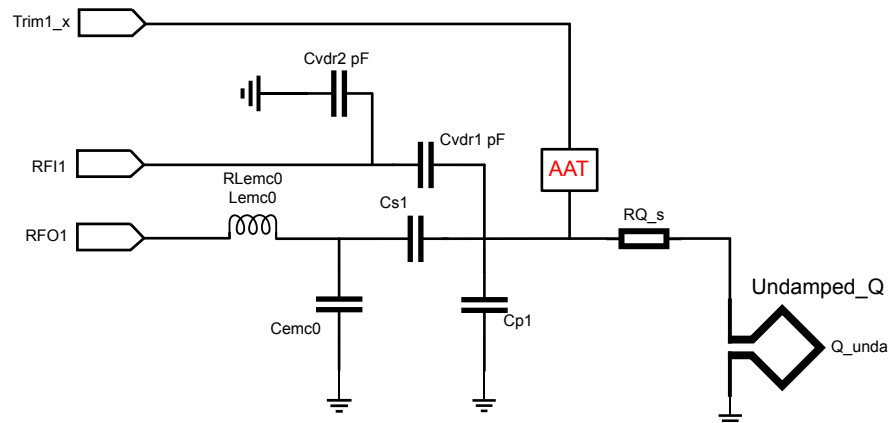 Trim1_x
Cvdr2 pF
Cvdr1 pF
AAT
RFI1
RLemc0
Lemc0
Cs1
RQ_s
RFO1
Undamped_Q
Cemc0
Cp1
Q_unda